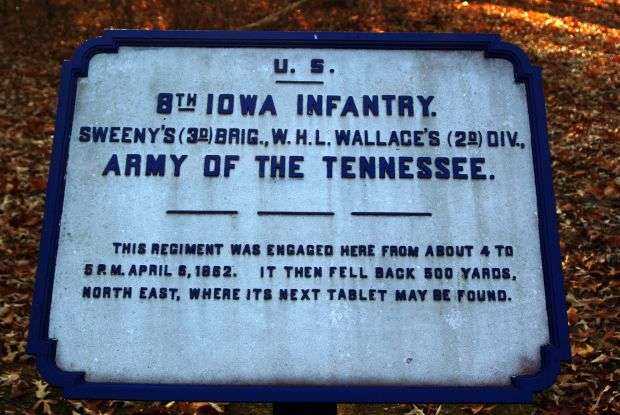 U. S.
8TH IOWA INFANTRY.
SWEENY'S (3D) BRIG., W. H. L. WALLACE'S (2D) DIV.,
ARMY OF THE TENNESSEE.
THIS REGIMENT WAS ENGAGED HERE FROM ABOUT 4 TO
5 P.M. APRIL 6, 1862. IT THEN FELL BACK 500 YARDS,
NORTH EAST, WHERE ITS NEXT TABLET MAY BE FOUND.